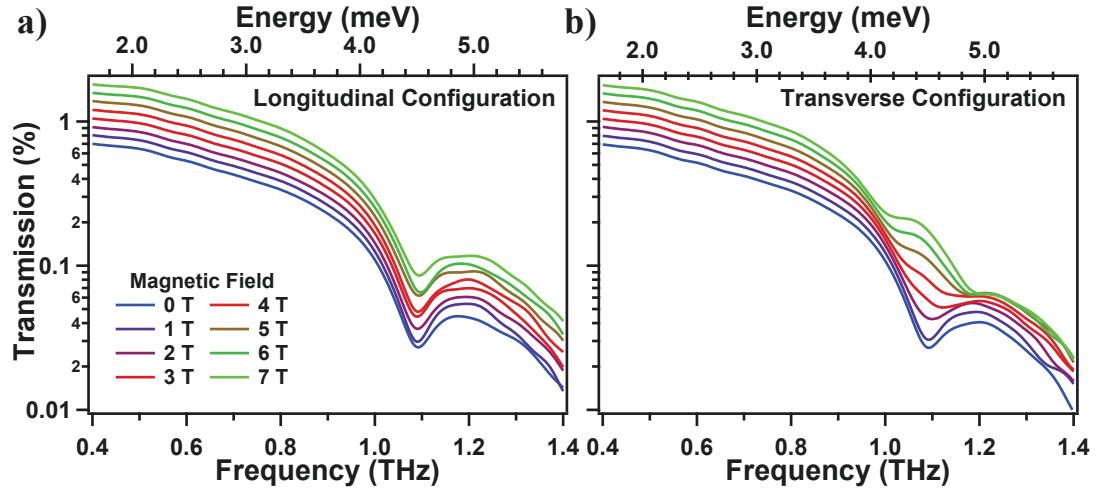 a)
Energy (meV)
2.0 3.0 4.0 5.0
Longitudinal Configuration
Transmission (%)
1
6
4
2
0.1
6
4
2
0.01
Magnetic Field
0 T 4 T
1 T 5 T
2 T 6 T
3 T 7 T
0.4 0.6 0.8 1.0 1.2 1.4
Frequency (THz)
b)
Energy (meV)
2.0 3.0 4.0 5.0
Transverse Configuration
0.4 0.6 0.8 1.0 1.2 1.4
Frequency (THz)